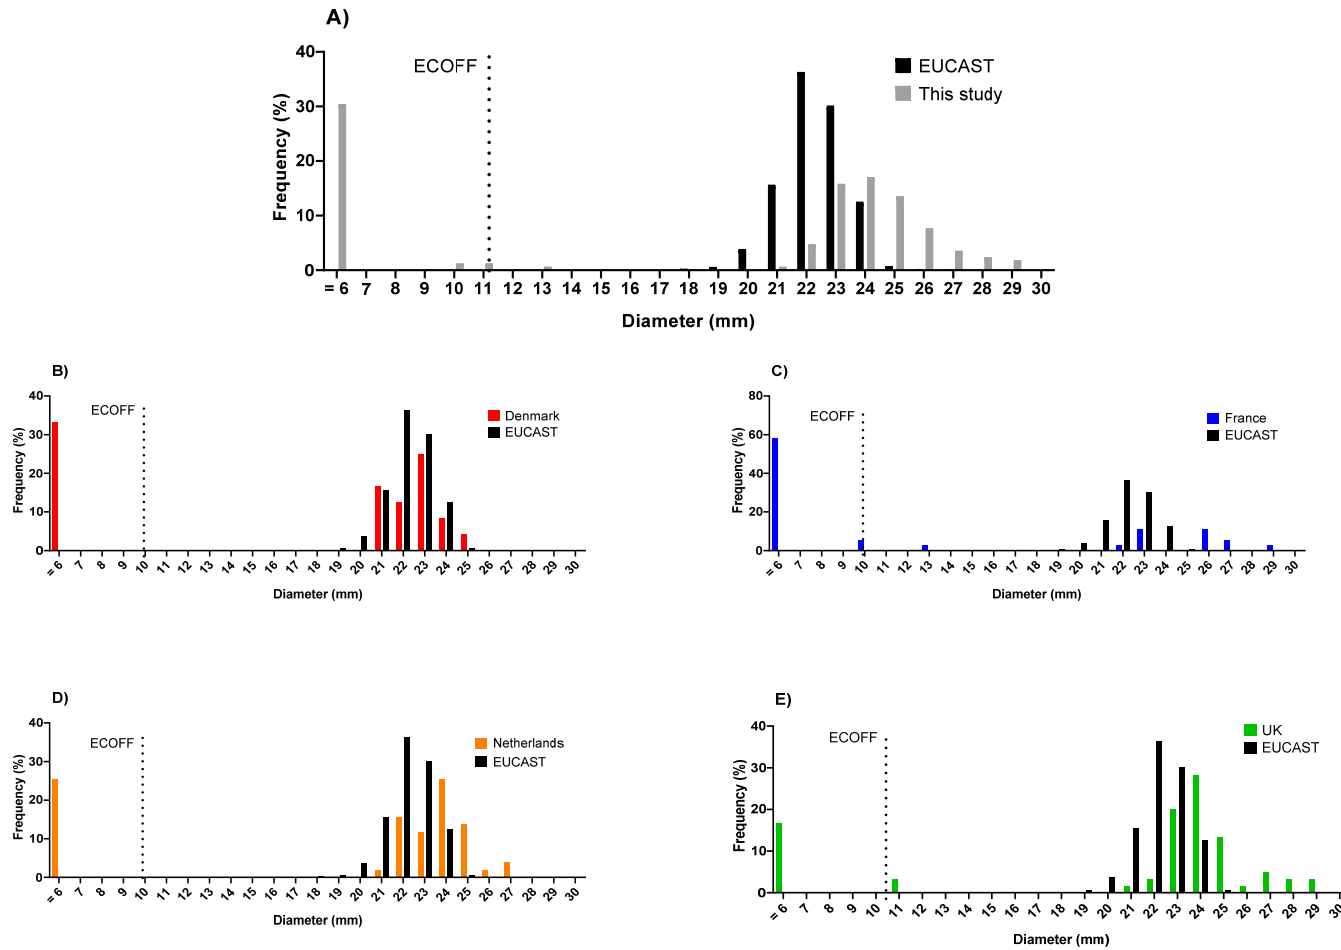 A)
40
30
20
10
0
Frequency (%)
ECOFF
EUCAST
This study
= 6 7 8 9 10 11 12 13 14 15 16 17 18 19 20 21 22 23 24 25 26 27 28 29 30
Diameter (mm)
B)
40
30
20
10
0
Frequency (%)
ECOFF
Denmark
EUCAST
= 6 7 8 9 10 11 12 13 14 15 16 17 18 19 20 21 22 23 24 25 26 27 28 29 30
Diameter (mm)
C)
80
60
40
20
0
Frequency (%)
ECOFF
France
EUCAST
= 6 7 8 9 10 11 12 13 14 15 16 17 18 19 20 21 22 23 24 25 26 27 28 29 30
Diameter (mm)
D)
40
30
20
10
0
Frequency (%)
ECOFF
Netherlands
EUCAST
= 6 7 8 9 10 11 12 13 14 15 16 17 18 19 20 21 22 23 24 25 26 27 28 29 30
Diameter (mm)
E)
40
30
20
10
0
Frequency (%)
ECOFF
UK
EUCAST
= 6 7 8 9 10 11 12 13 14 15 16 17 18 19 20 21 22 23 24 25 26 27 28 29 30
Diameter (mm)